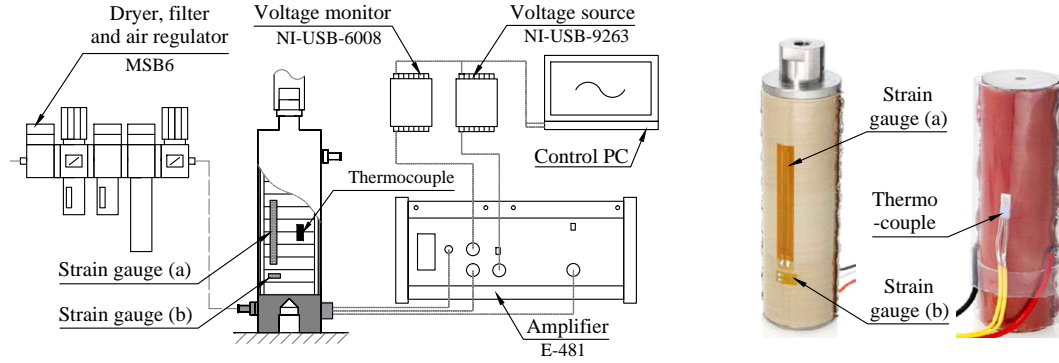 Dryer, filter
and air regulator
MSB6
Voltage monitor
NI-USB-6008
Voltage source
NI-USB-9263
Control PC
Thermocouple
Strain gauge (a)
Strain gauge (b)
Amplifier
E-481
Strain
gauge (a)
Thermo
-couple
Strain
gauge (b)